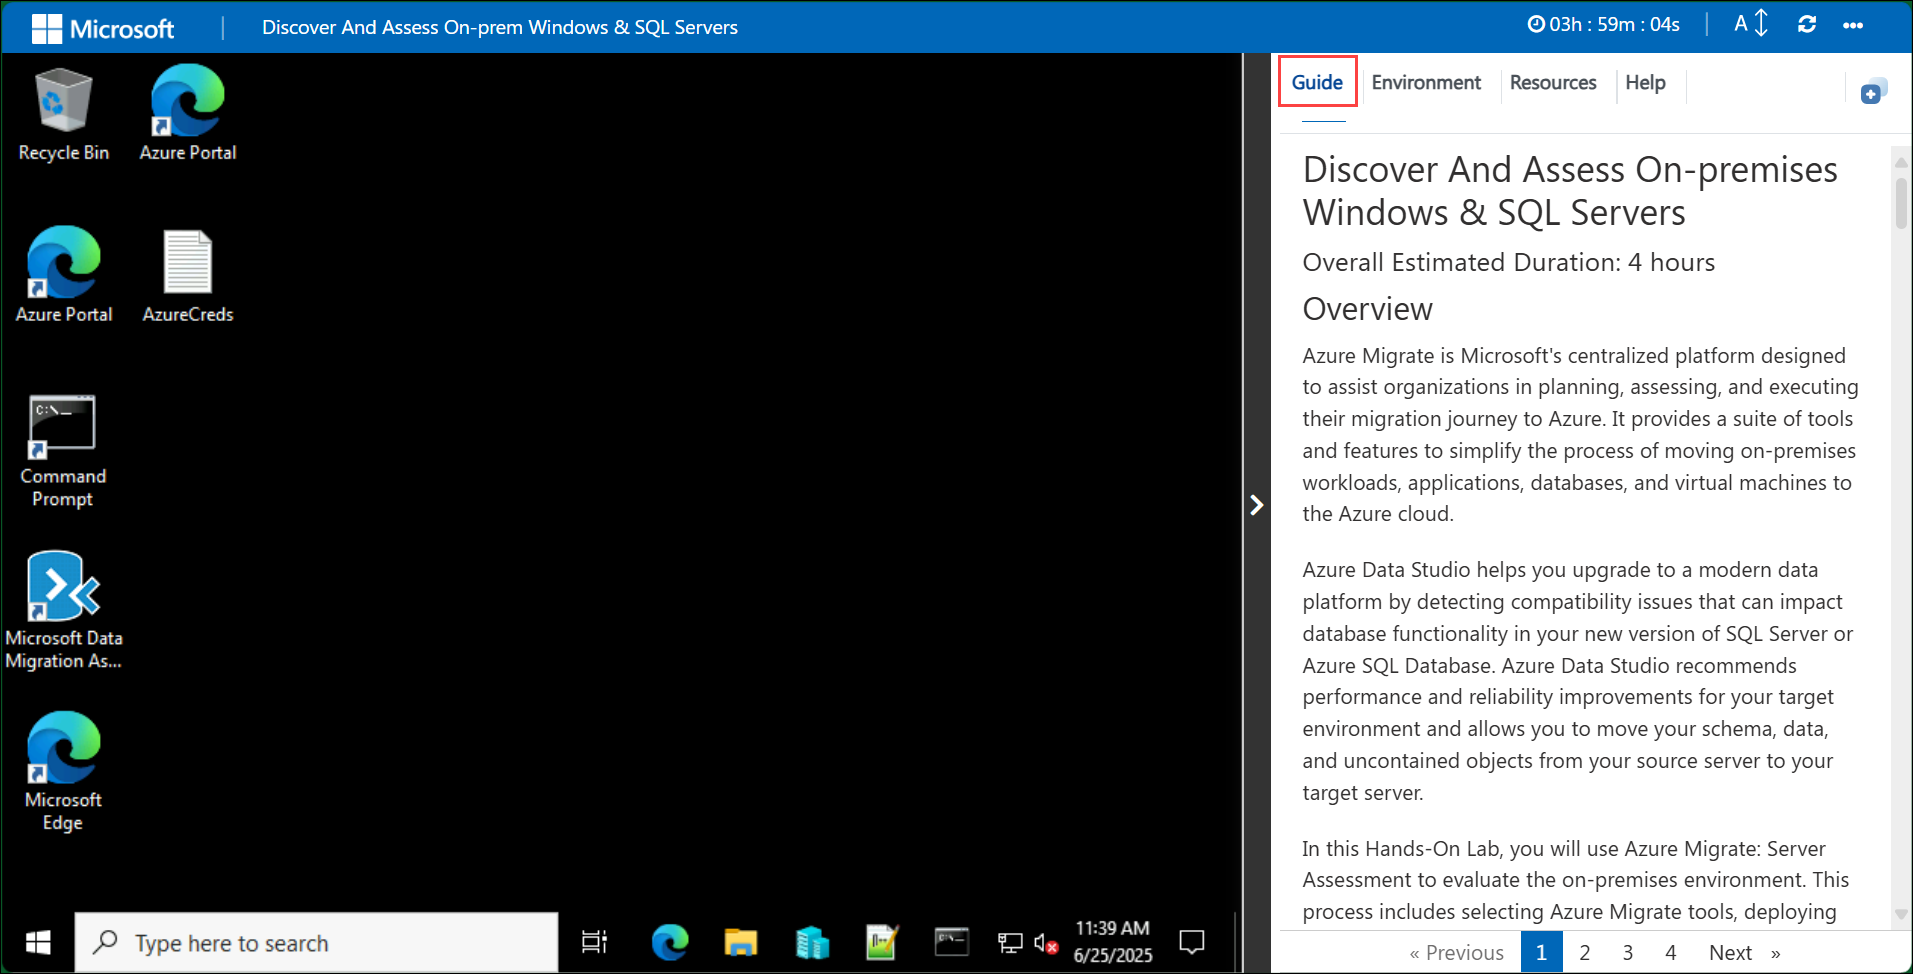 Microsoft
Discover And Assess On-prem Windows & SQL Servers
03h : 59m : 04s
A
Recycle Bin
Azure Portal
Azure Portal
AzureCreds
C:\_
Command
Prompt
Microsoft Data
Migration As...
Microsoft
Edge
Type here to search
11:39 AM
6/25/2025
Guide
Environment
Resources
Help
Discover And Assess On-premises
Windows & SQL Servers
Overall Estimated Duration: 4 hours
Overview
Azure Migrate is Microsoft's centralized platform designed
to assist organizations in planning, assessing, and executing
their migration journey to Azure. It provides a suite of tools
and features to simplify the process of moving on-premises
workloads, applications, databases, and virtual machines to
the Azure cloud.
Azure Data Studio helps you upgrade to a modern data
platform by detecting compatibility issues that can impact
database functionality in your new version of SQL Server or
Azure SQL Database. Azure Data Studio recommends
performance and reliability improvements for your target
environment and allows you to move your schema, data,
and uncontained objects from your source server to your
target server.
In this Hands-On Lab, you will use Azure Migrate: Server
Assessment to evaluate the on-premises environment. This
process includes selecting Azure Migrate tools, deploying
« Previous 1 2 3 4 Next »